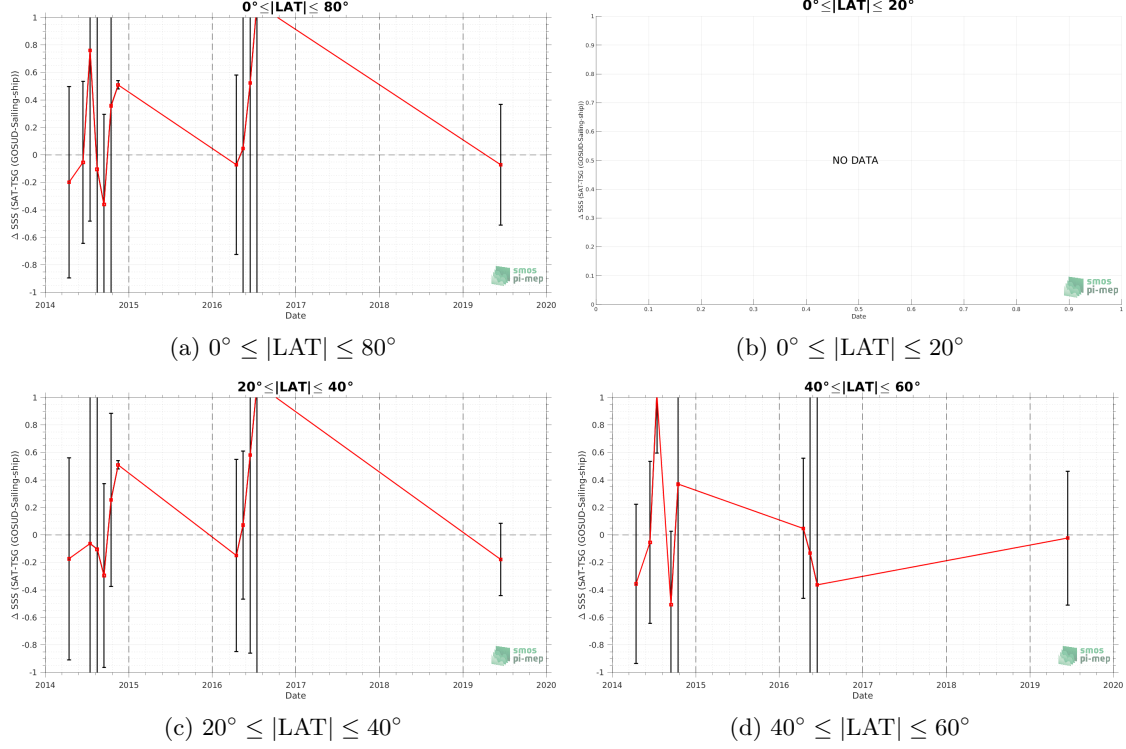 0°≤|LAT|≤ 80°
Δ SSS (SAT-TSG (GOSUD-Sailing-ship))
1
0.8
0.6
0.4
0.2
0
-0.2
-0.4
-0.6
-0.8
-1
2014 2015 2016 2017 2018 2019 2020
Date
smos
pi-mep
(a) 0° ≤ |LAT| ≤ 80°
0°≤|LAT|≤ 20°
Δ SSS (SAT-TSG (GOSUD-Sailing-ship))
1
0.9
0.8
0.7
0.6
0.5
0.4
0.3
0.2
0.1
0
NO DATA
0 0.1 0.2 0.3 0.4 0.5 0.6 0.7 0.8 0.9 1
Date
smos
pi-mep
(b) 0° ≤ |LAT| ≤ 20°
20°≤|LAT|≤ 40°
Δ SSS (SAT-TSG (GOSUD-Sailing-ship))
1
0.8
0.6
0.4
0.2
0
-0.2
-0.4
-0.6
-0.8
-1
2014 2015 2016 2017 2018 2019 2020
Date
smos
pi-mep
(c) 20° ≤ |LAT| ≤ 40°
40°≤|LAT|≤ 60°
Δ SSS (SAT-TSG (GOSUD-Sailing-ship))
1
0.8
0.6
0.4
0.2
0
-0.2
-0.4
-0.6
-0.8
-1
2014 2015 2016 2017 2018 2019 2020
Date
smos
pi-mep
(d) 40° ≤ |LAT| ≤ 60°